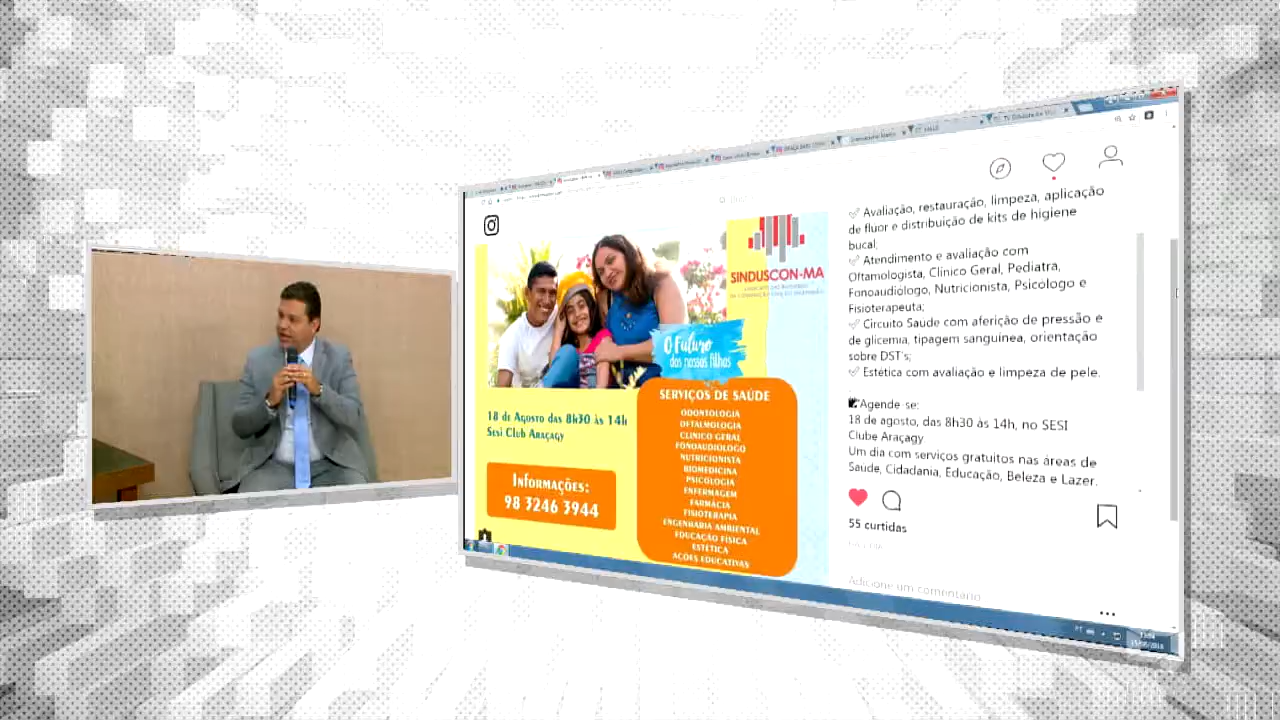 SINDUSCON-MA
O Futuro
dos nossos filhos
18 de Agosto das 8h30 às 14h
Sesi Club Araçagy
Informações:
98 3246 3944
SERVIÇOS DE SAÚDE
ODONTOLOGIA
OFTALMOLOGIA
CLINICO GERAL
FONOAUDIÓLOGO
NUTRICIONISTA
BIOMEDICINA
PSICOLOGIA
ENFERMAGEM
FARMÁCIA
FISIOTERAPIA
ENGENHARIA AMBIENTAL
EDUCAÇÃO FÍSICA
ESTÉTICA
AÇÕES EDUCATIVAS
✅ Avaliação, restauração, limpeza, aplicação
de fluor e distribuição de kits de higiene
bucal;
✅ Atendimento e avaliação com
Oftamologista, Clínico Geral, Pediatra,
Fonoaudiólogo, Nutricionista, Psicólogo e
Fisioterapeuta;
✅ Circuito Saude com aferição de pressão e
de glicemia, tipagem sanguínea, orientação
sobre DST's;
✅ Estética com avaliação e limpeza de pele.
Agende-se:
18 de agosto, das 8h30 às 14h, no SESI
Clube Araçagy
Um dia com serviços gratuitos nas áreas de
Saude, Cidadania, Educação, Beleza e Lazer.
55 curtidas
Adicione um comentário